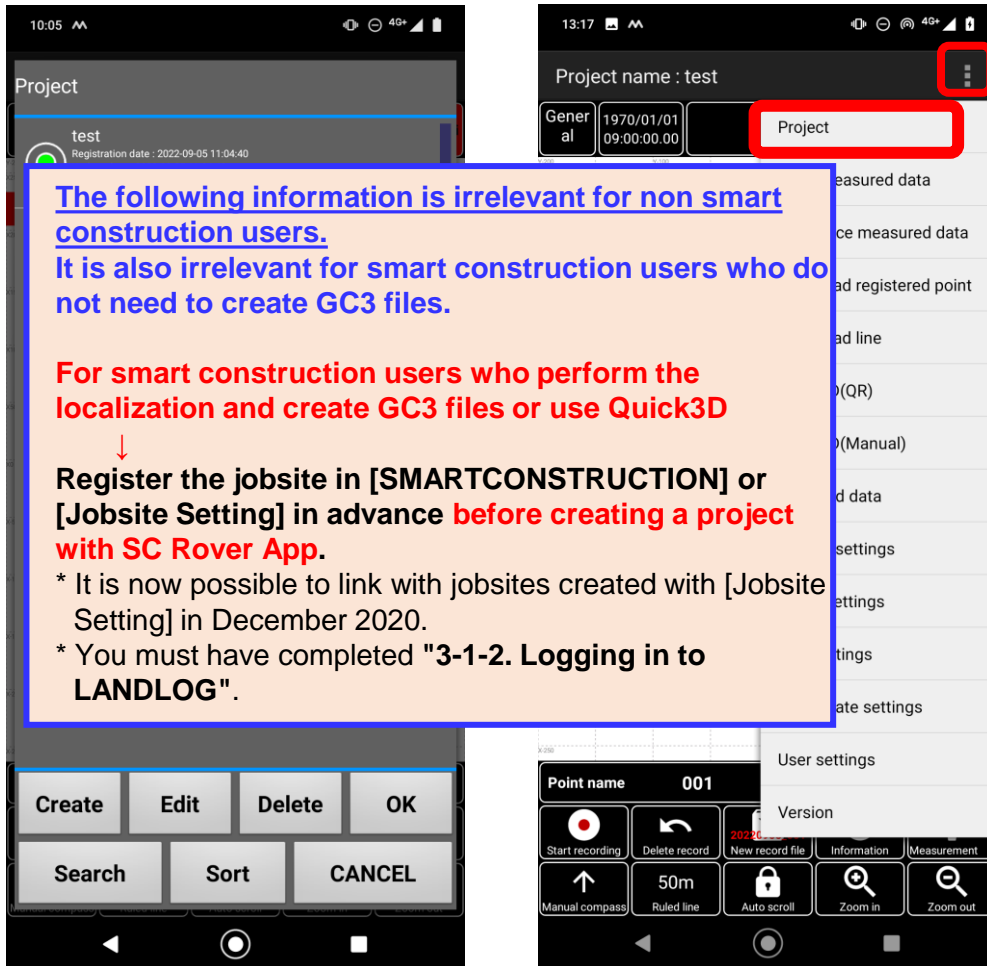 10:05
4G+
Project
test
Registration date : 2022-09-05 11:04:40
The following information is irrelevant for non smart
construction users.
It is also irrelevant for smart construction users who do
not need to create GC3 files.
For smart construction users who perform the
localization and create GC3 files or use Quick3D
↓
Register the jobsite in [SMARTCONSTRUCTION] or
[Jobsite Setting] in advance before creating a project
with SC Rover App.
* It is now possible to link with jobsites created with [Jobsite
Setting] in December 2020.
* You must have completed "3-1-2. Logging in to
LANDLOG".
Create Edit Delete OK
Search Sort CANCEL
13:17
4G+
Project name : test
Gener
al
1970/01/01
09:00:00.00
Project
easured data
ce measured data
ad registered point
ad line
(QR)
(Manual)
d data
settings
ettings
tings
ate settings
User settings
Version
X-250
Point name 001
Start recording Delete record New record file Information Measurement
50m
Manual compass Ruled line Auto scroll Zoom in Zoom out